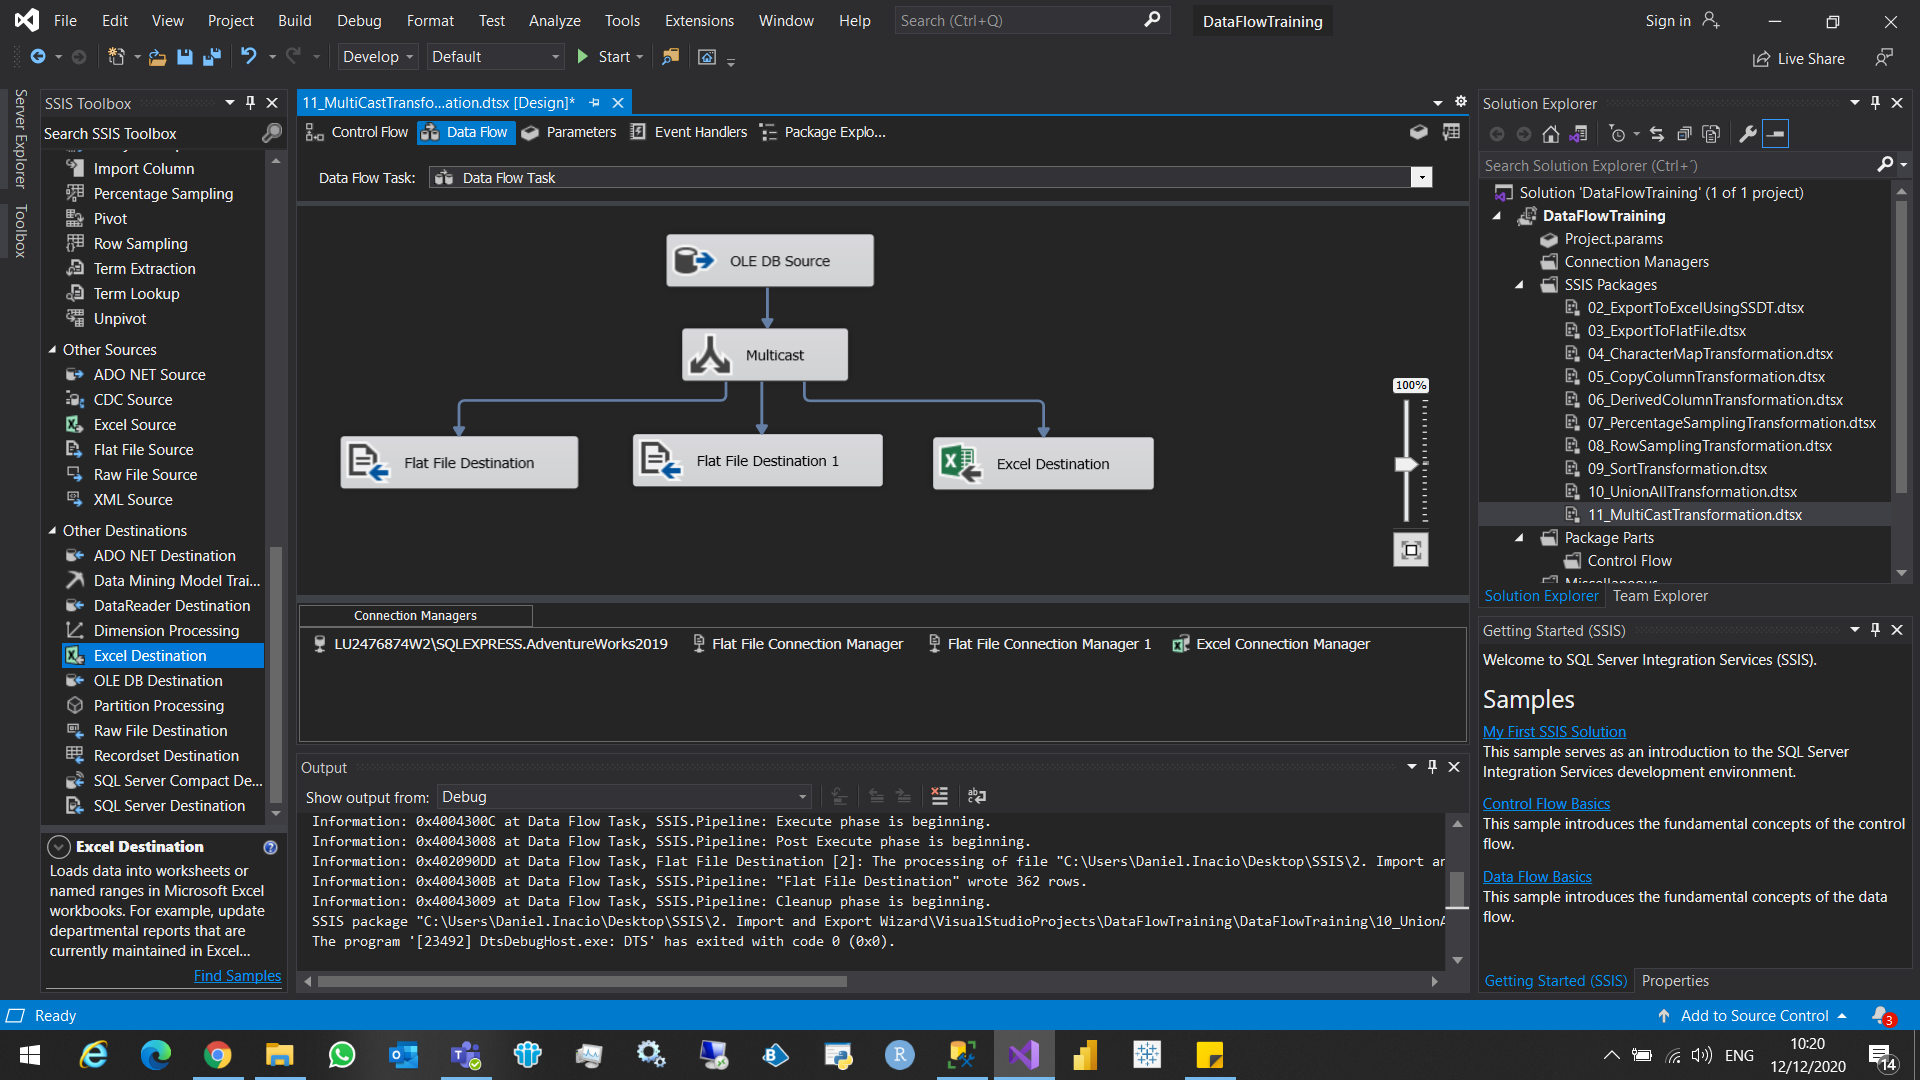 File Edit View Project Build Debug Format Test Analyze Tools Extensions Window Help Search (Ctrl+Q) DataFlowTraining Sign in
Develop Default Start Live Share
Server Explorer
Toolbox
SSIS Toolbox
Search SSIS Toolbox
Import Column
Percentage Sampling
Pivot
Row Sampling
Term Extraction
Term Lookup
Unpivot
Other Sources
ADO NET Source
CDC Source
Excel Source
Flat File Source
Raw File Source
XML Source
Other Destinations
ADO NET Destination
Data Mining Model Trai...
DataReader Destination
Dimension Processing
Excel Destination
OLE DB Destination
Partition Processing
Raw File Destination
Recordset Destination
SQL Server Compact De...
SQL Server Destination
Excel Destination
Loads data into worksheets or
named ranges in Microsoft Excel
workbooks. For example, update
departmental reports that are
currently maintained in Excel...
Find Samples
11_MultiCastTransfo...ation.dtsx [Design]*
Control Flow Data Flow Parameters Event Handlers Package Explo...
Data Flow Task: Data Flow Task
OLE DB Source
Multicast
Flat File Destination Flat File Destination 1 Excel Destination
100%
Connection Managers
LU2476874W2\SQLEXPRESS.AdventureWorks2019 Flat File Connection Manager Flat File Connection Manager 1 Excel Connection Manager
Output
Show output from: Debug
Information: 0x4004300C at Data Flow Task, SSIS.Pipeline: Execute phase is beginning.
Information: 0x40043008 at Data Flow Task, SSIS.Pipeline: Post Execute phase is beginning.
Information: 0x402090DD at Data Flow Task, Flat File Destination [2]: The processing of file "C:\Users\Daniel.Inacio\Desktop\SSIS\2. Import an
Information: 0x4004300B at Data Flow Task, SSIS.Pipeline: "Flat File Destination" wrote 362 rows.
Information: 0x40043009 at Data Flow Task, SSIS.Pipeline: Cleanup phase is beginning.
SSIS package "C:\Users\Daniel.Inacio\Desktop\SSIS\2. Import and Export Wizard\VisualStudioProjects\DataFlowTraining\DataFlowTraining\10_UnionA
The program '[23492] DtsDebugHost.exe: DTS' has exited with code 0 (0x0).
Solution Explorer
Search Solution Explorer (Ctrl+´)
Solution 'DataFlowTraining' (1 of 1 project)
DataFlowTraining
Project.params
Connection Managers
SSIS Packages
02_ExportToExcelUsingSSDT.dtsx
03_ExportToFlatFile.dtsx
04_CharacterMapTransformation.dtsx
05_CopyColumnTransformation.dtsx
06_DerivedColumnTransformation.dtsx
07_PercentageSamplingTransformation.dtsx
08_RowSamplingTransformation.dtsx
09_SortTransformation.dtsx
10_UnionAllTransformation.dtsx
11_MultiCastTransformation.dtsx
Package Parts
Control Flow
Miscellaneous
Solution Explorer Team Explorer
Getting Started (SSIS)
Welcome to SQL Server Integration Services (SSIS).
Samples
My First SSIS Solution
This sample serves as an introduction to the SQL Server
Integration Services development environment.
Control Flow Basics
This sample introduces the fundamental concepts of the control
flow.
Data Flow Basics
This sample introduces the fundamental concepts of the data
flow.
Getting Started (SSIS) Properties
Ready Add to Source Control 3
ENG 10:20
12/12/2020 14